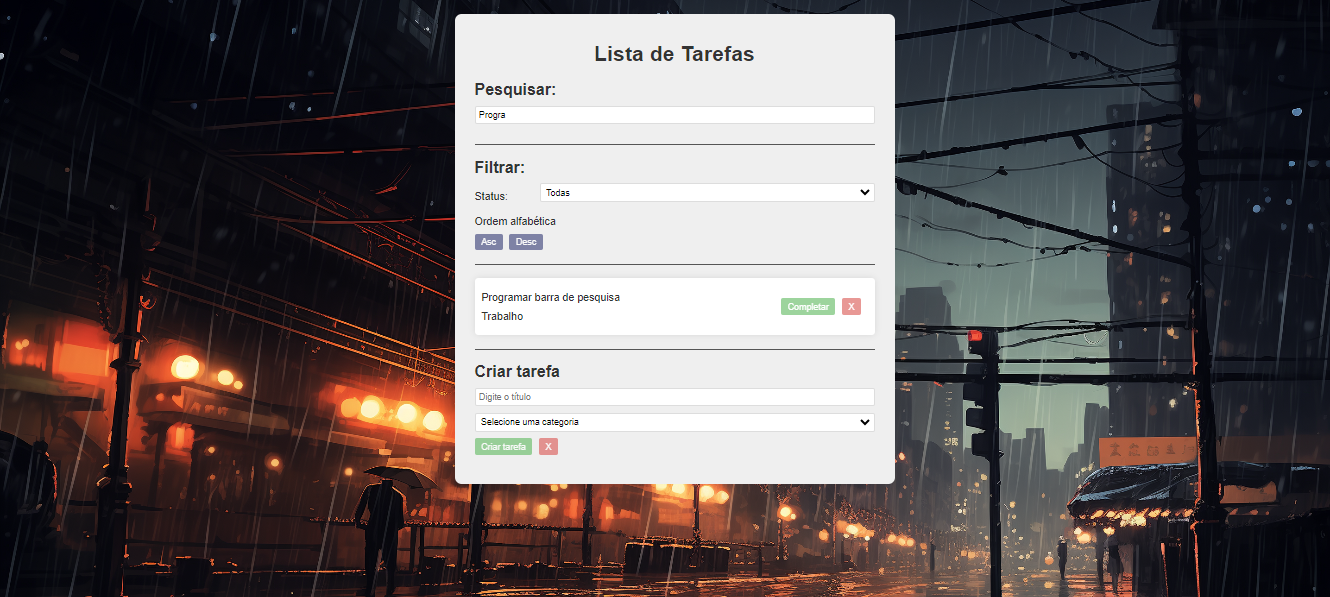 Lista de Tarefas
Pesquisar:
Progra
Filtrar:
Status:
Todas
Ordem alfabética
Asc Desc
Programar barra de pesquisa
Trabalho
Completar X
Criar tarefa
Digite o título
Selecione uma categoria
Criar tarefa X